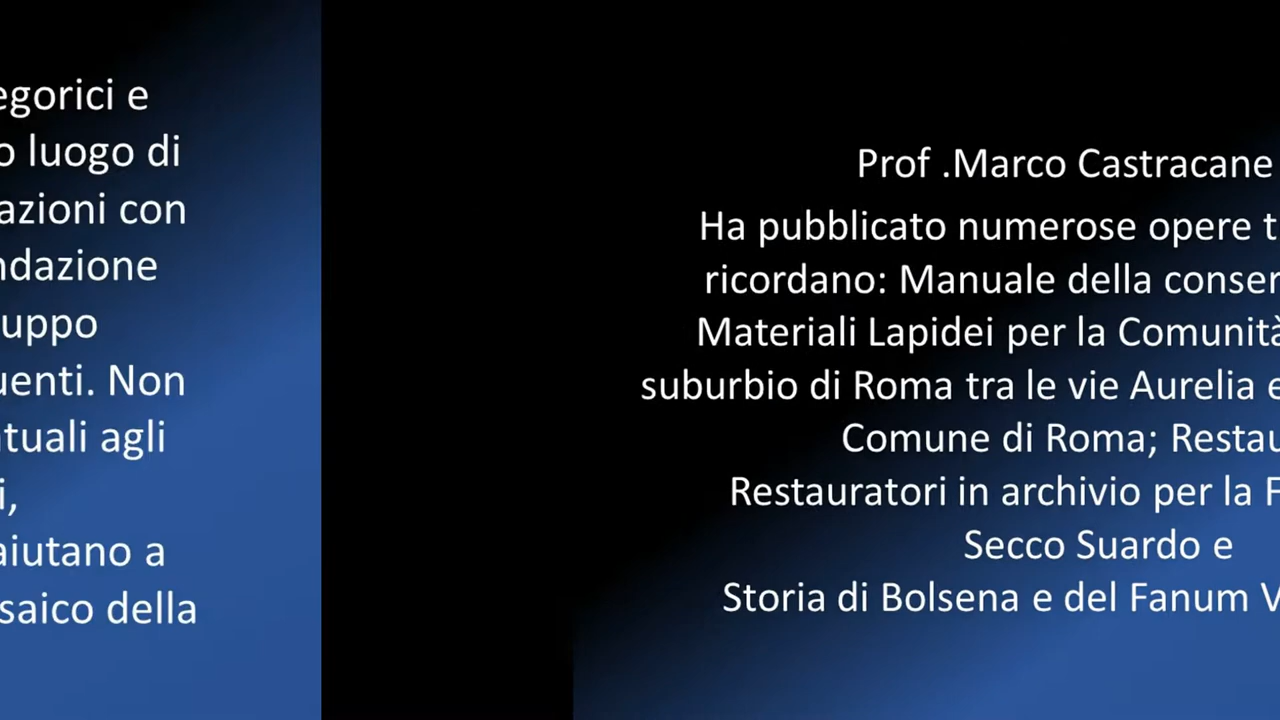 egorici e
o luogo di
azioni con
ndazione
uppo
uenti. Non
tuali agli
i,
aiutano a
saico della
Prof .Marco Castracane
Ha pubblicato numerose opere t
ricordano: Manuale della conser
Materiali Lapidei per la Comunità
suburbio di Roma tra le vie Aurelia e
Comune di Roma; Restau
Restauratori in archivio per la F
Secco Suardo e
Storia di Bolsena e del Fanum V